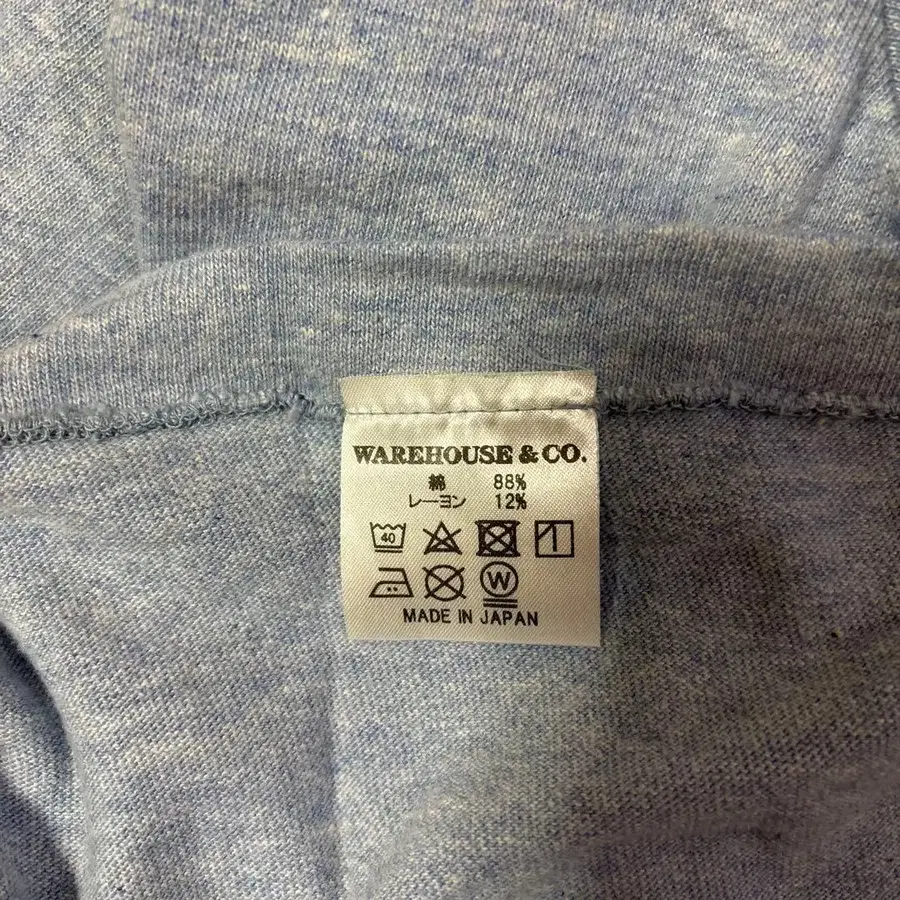 WAREHOUSE & CO.
綿 88%
レーヨン 12%
40
W
MADE IN JAPAN